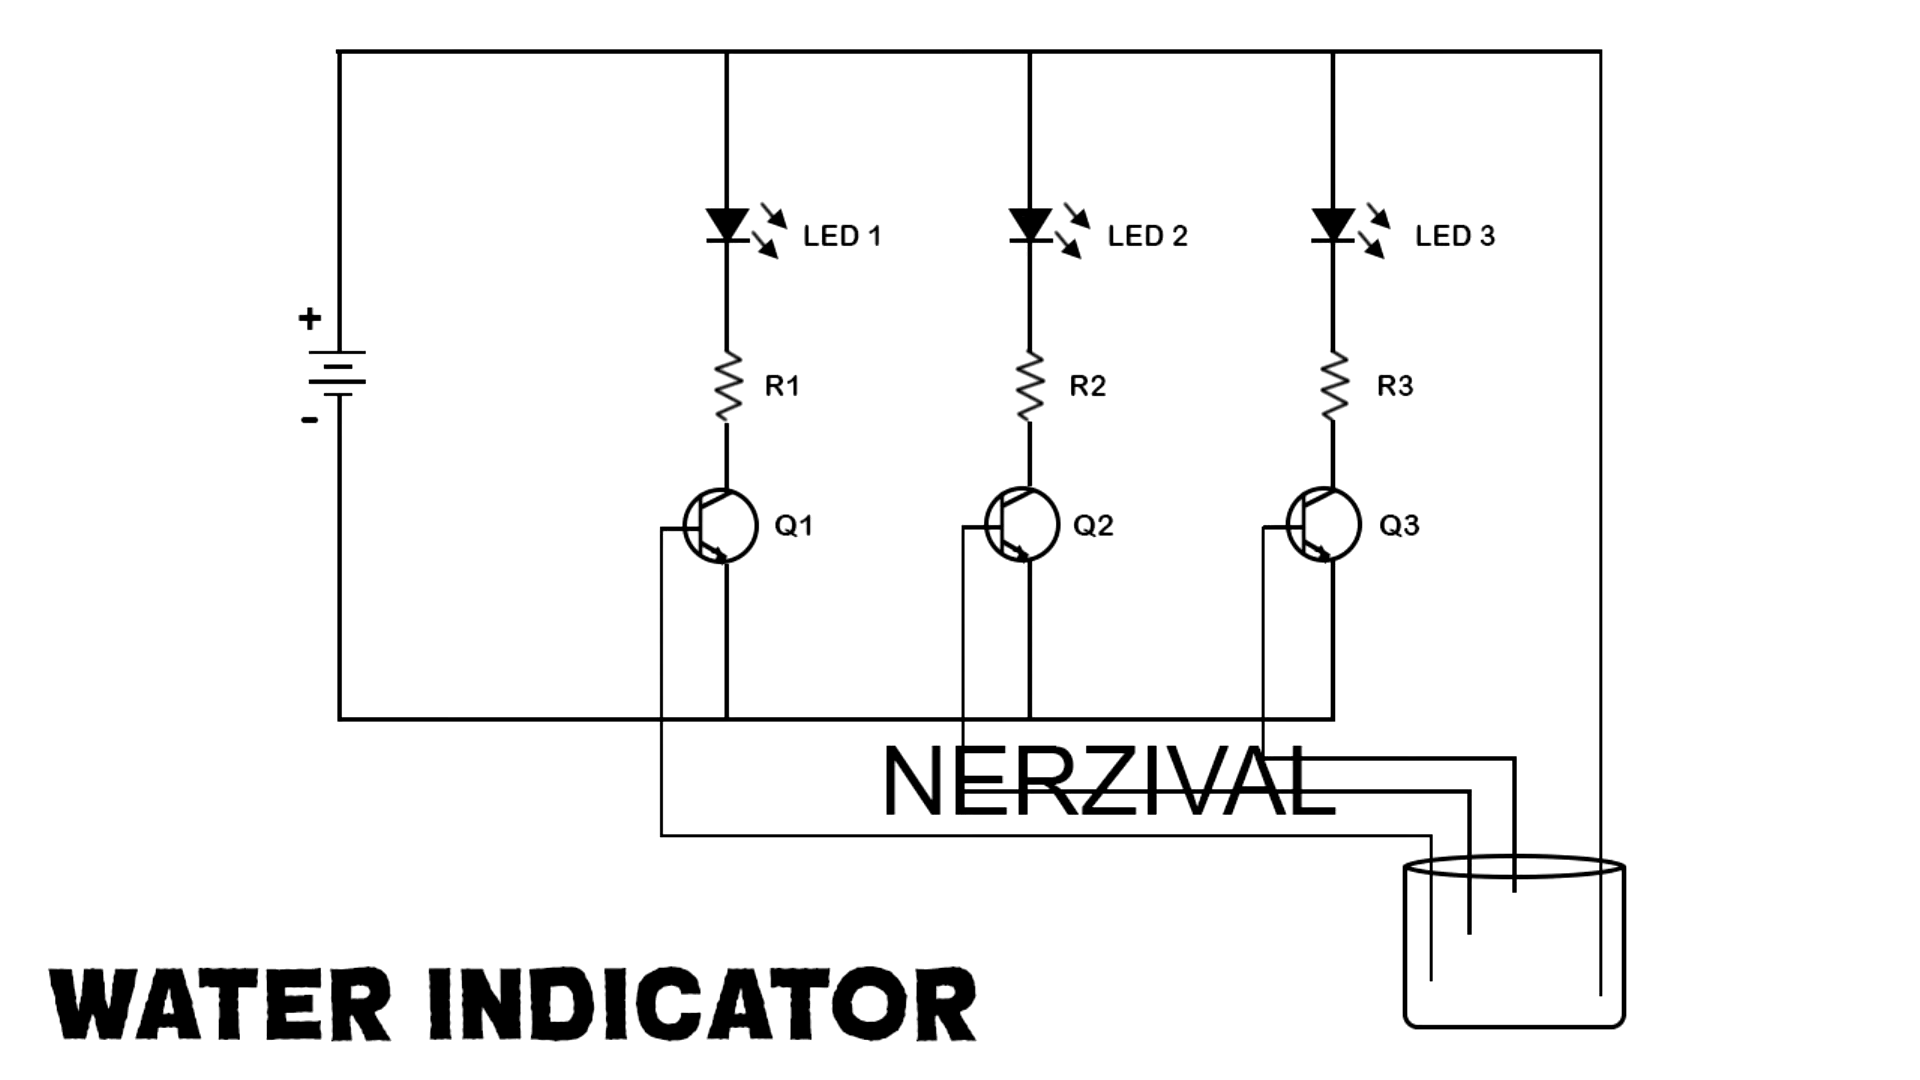 LED 1
LED 2
LED 3
+
R1
R2
R3
-
Q1
Q2
Q3
NERZIVAL
WATER INDICATOR